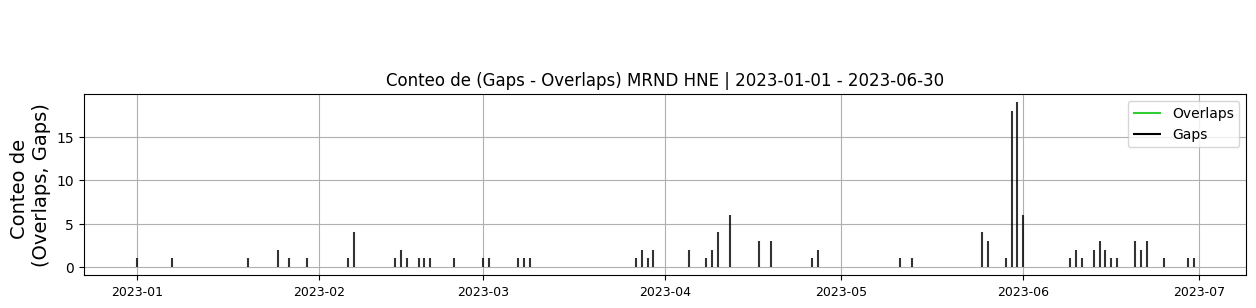 Conteo de (Gaps - Overlaps) MRND HNE | 2023-01-01 - 2023-06-30
Conteo de
(Overlaps, Gaps)
15
10
5
0
Overlaps
Gaps
2023-01 2023-02 2023-03 2023-04 2023-05 2023-06 2023-07